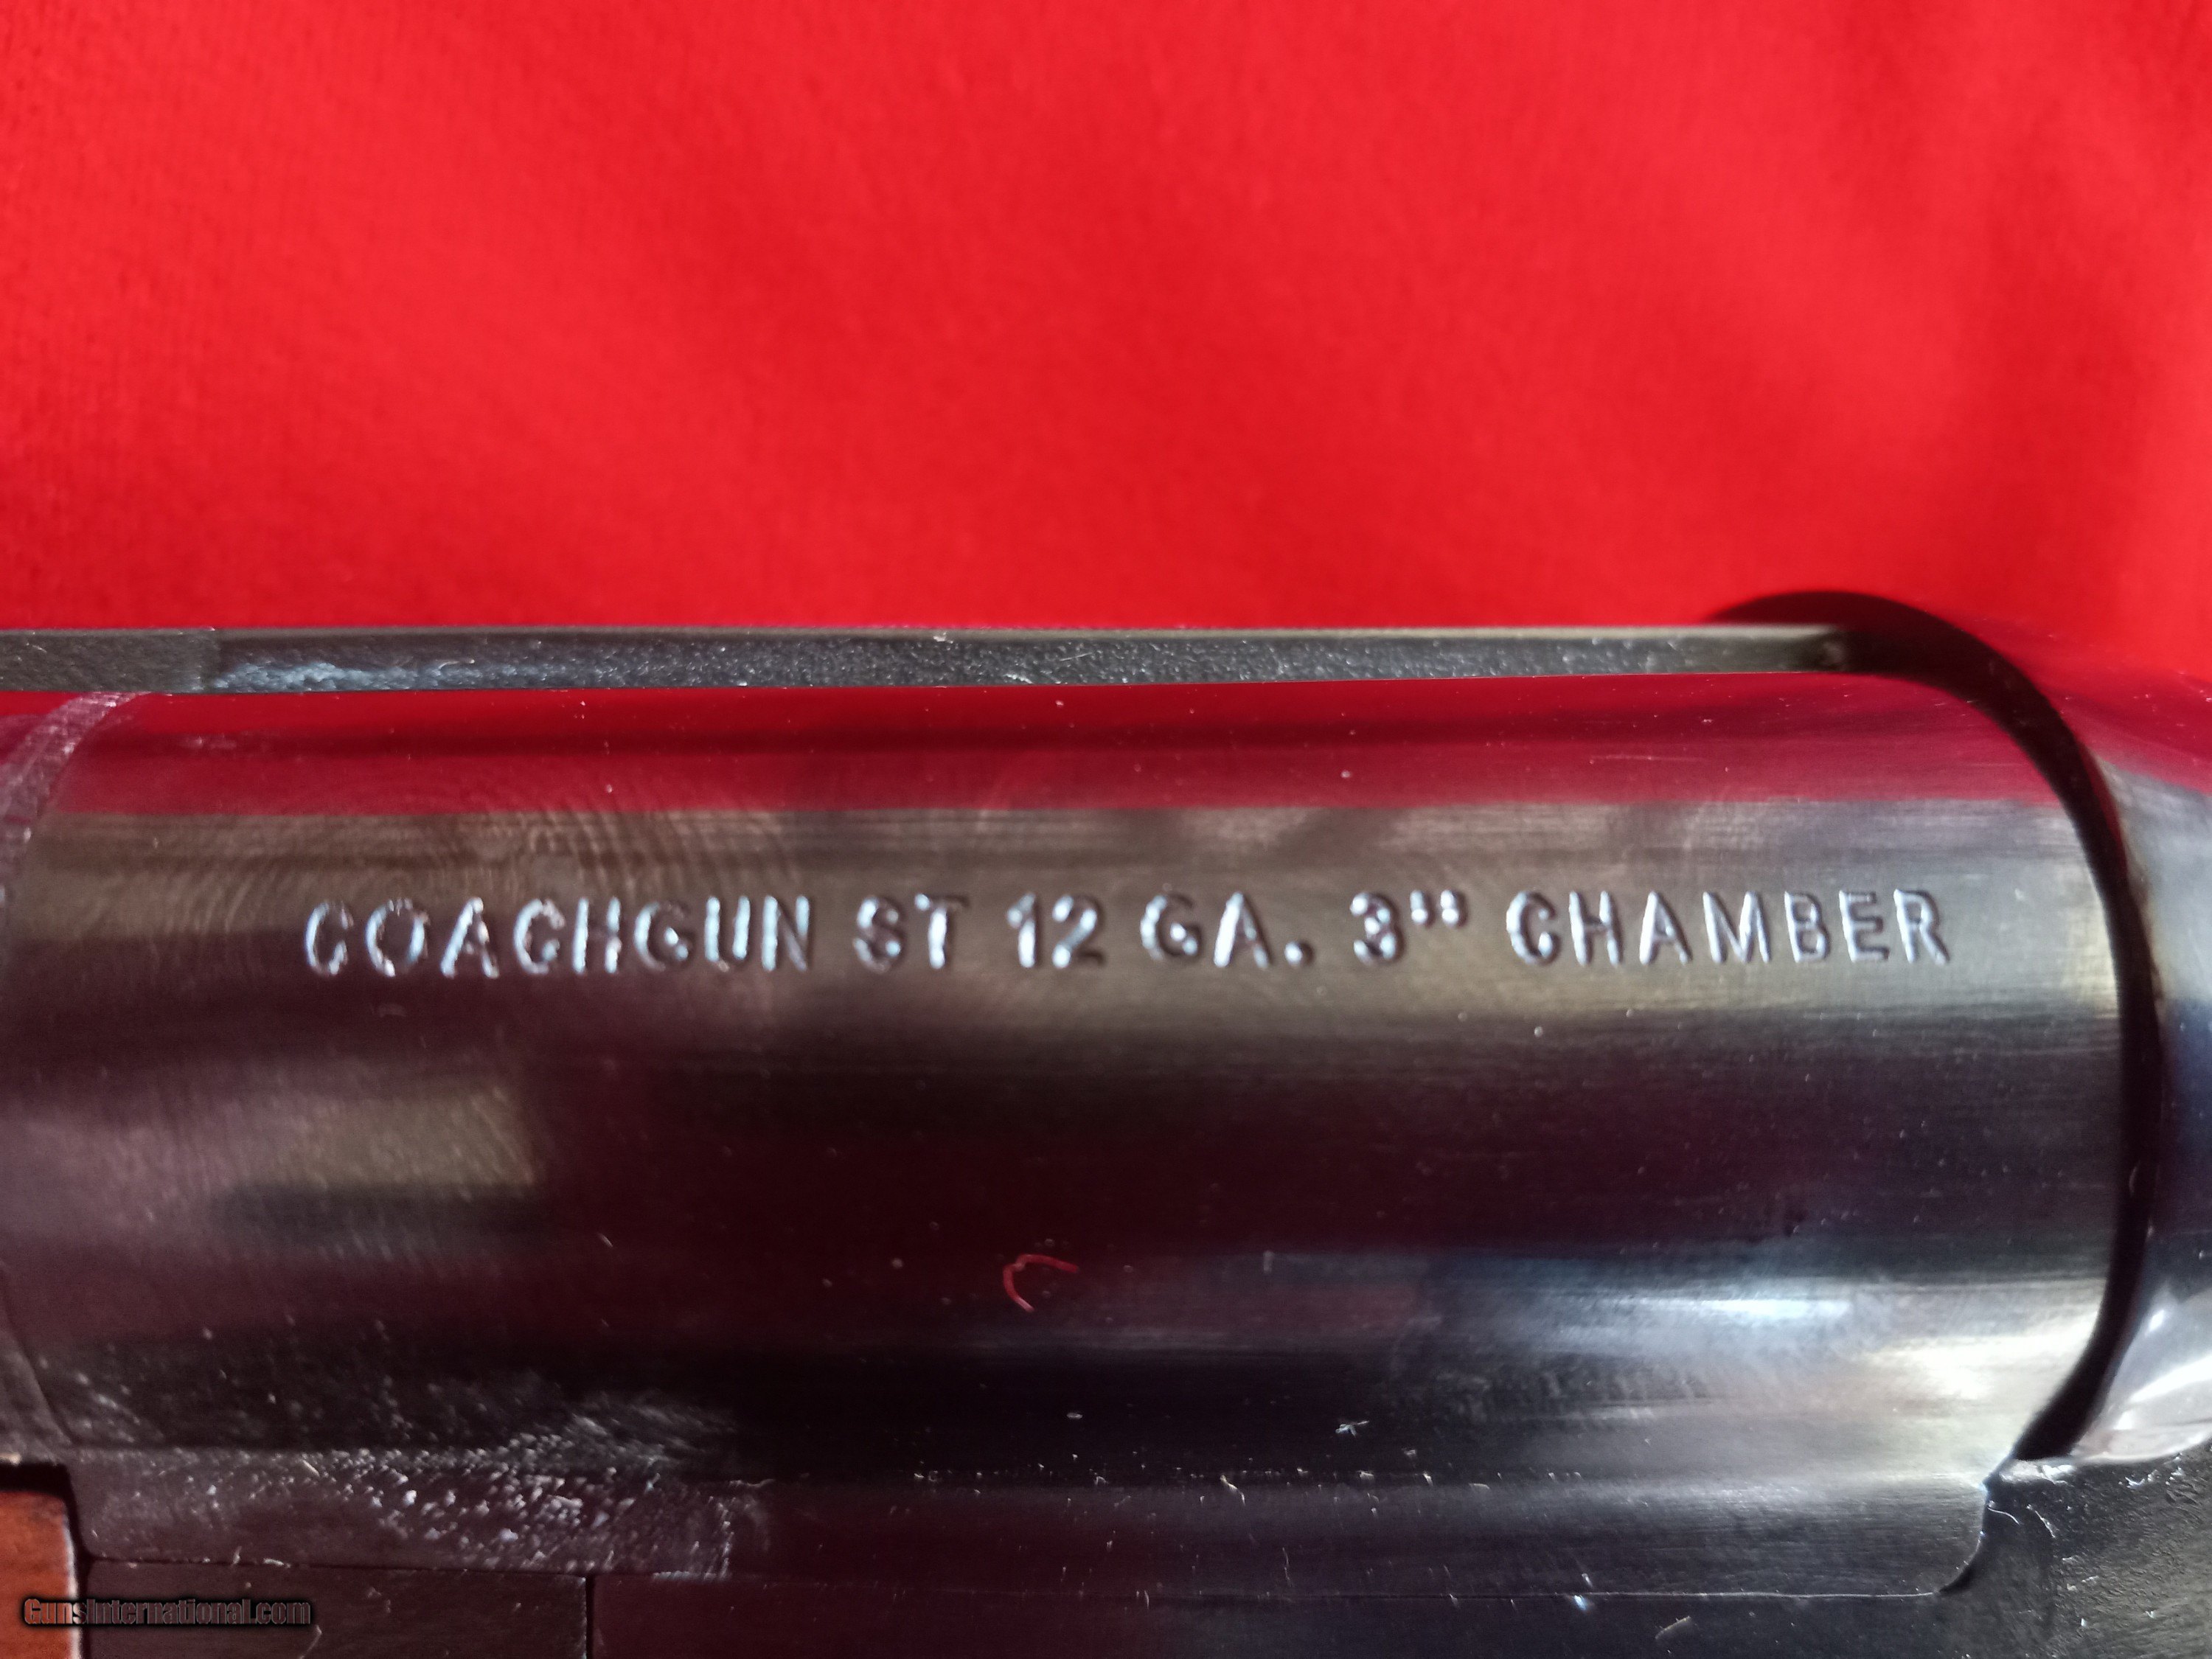 COACHGUN ST 12 GA. 3" CHAMBER
GunsInternational.com